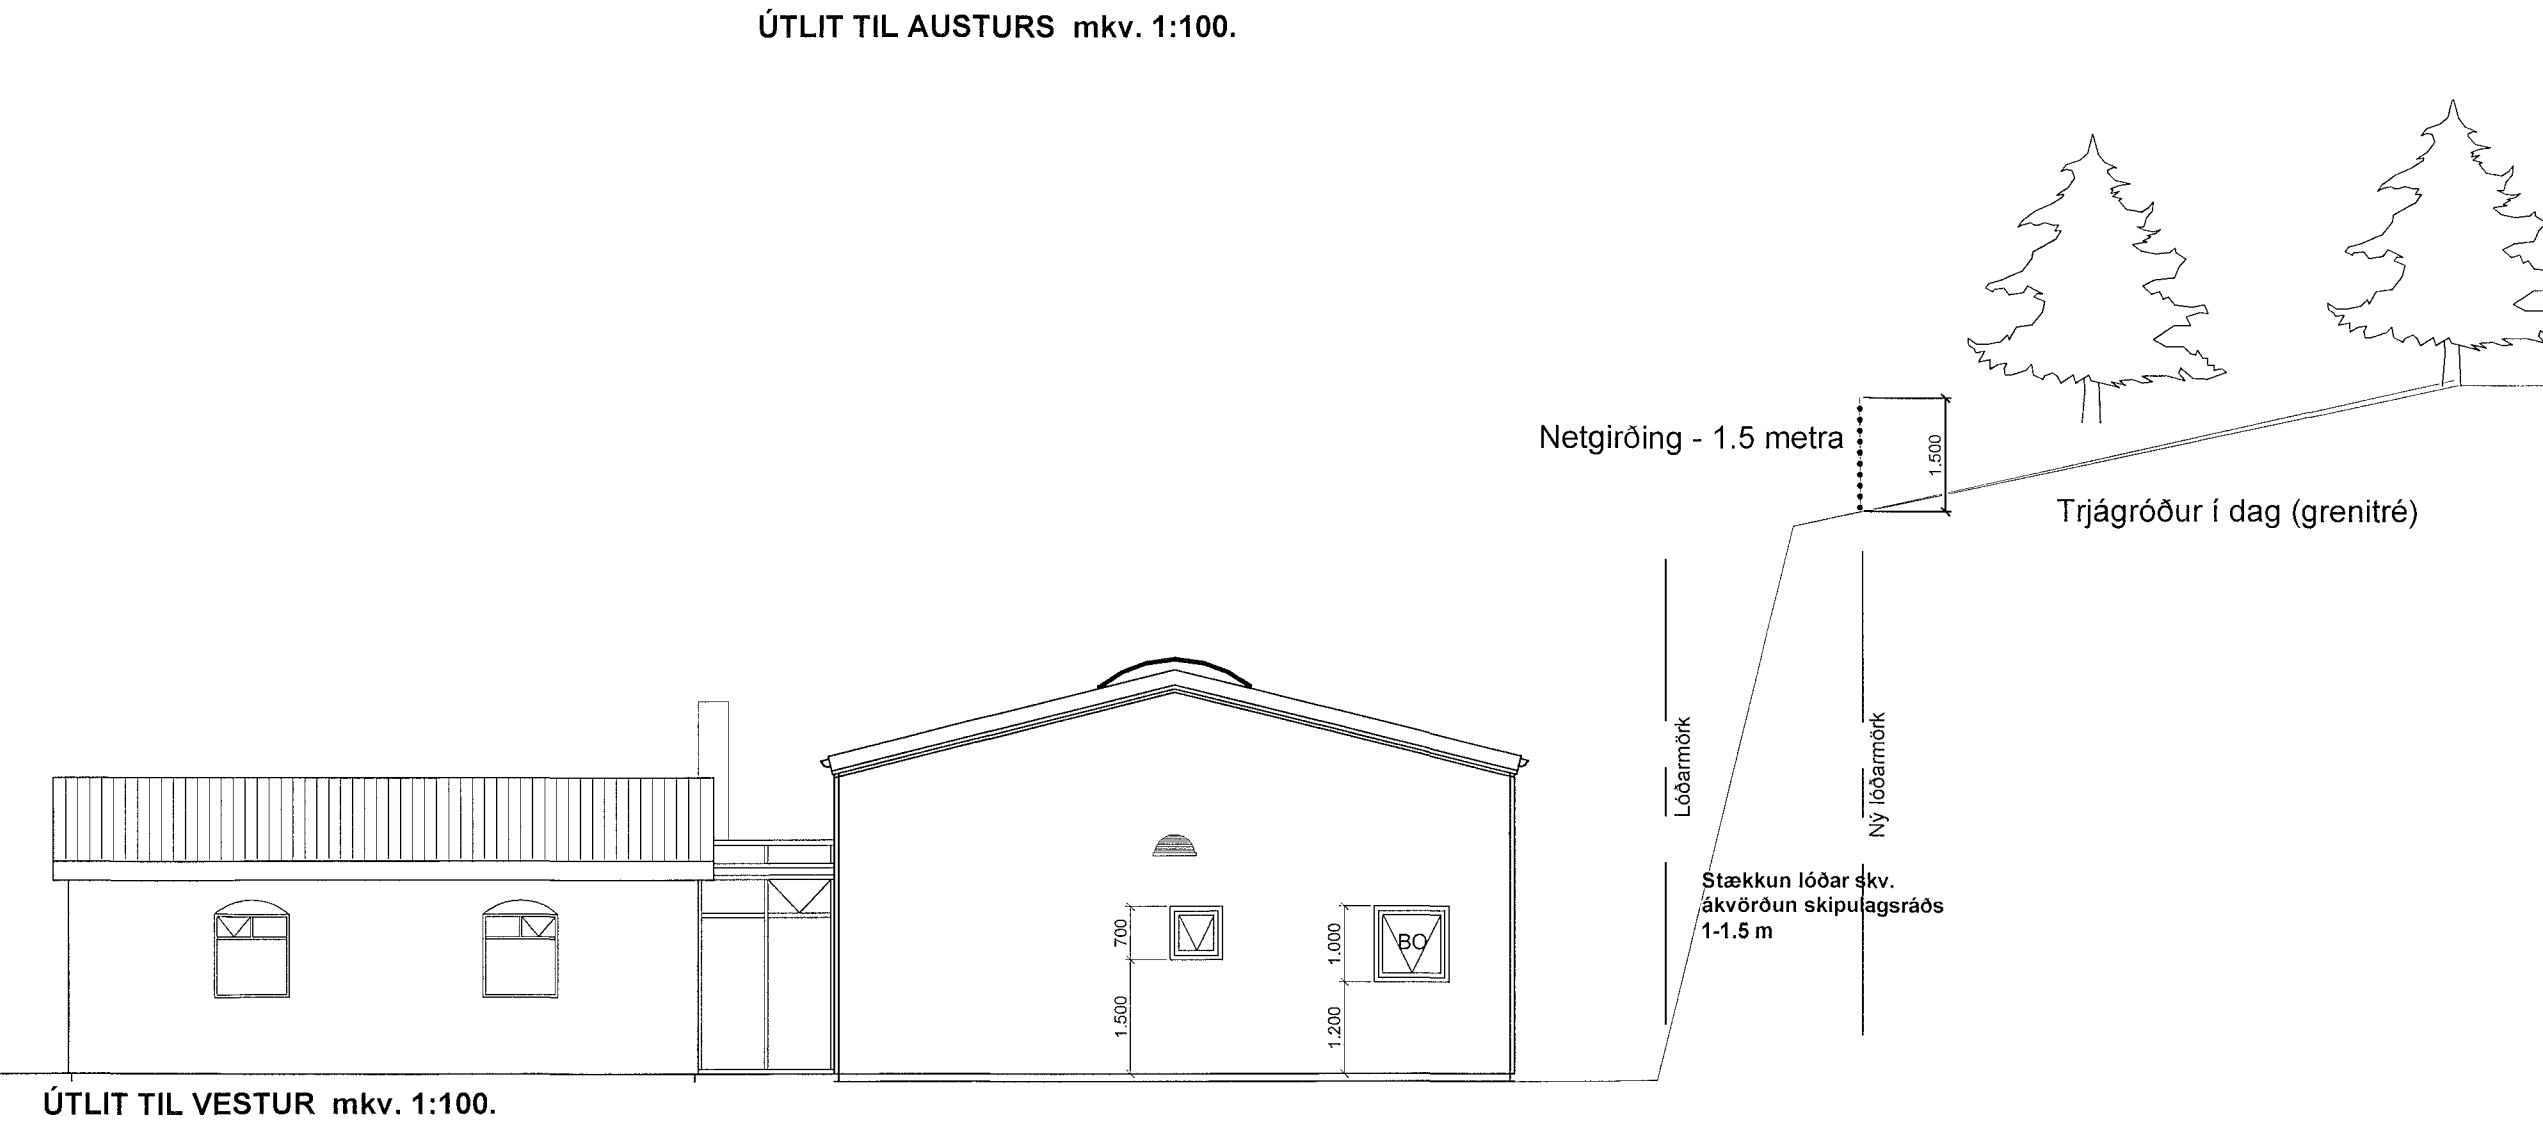 ÚTLIT TIL AUSTURS mkv. 1:100.
Netgirðing - 1.5 metra
1.500
Trjágróður í dag (grenitré)
Lóðarmörk
Ný lóðarmörk
Stækkun lóðar skv.
ákvörðun skipulagsráðs
1-1.5 m
700
1.500
1.000
BO
1.200
ÚTLIT TIL VESTUR mkv. 1:100.